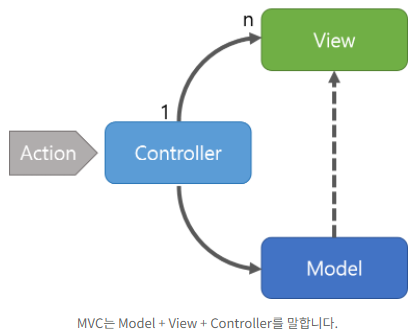 n
View
1
Action
Controller
Model
MVC는 Model + View + Controller를 말합니다.